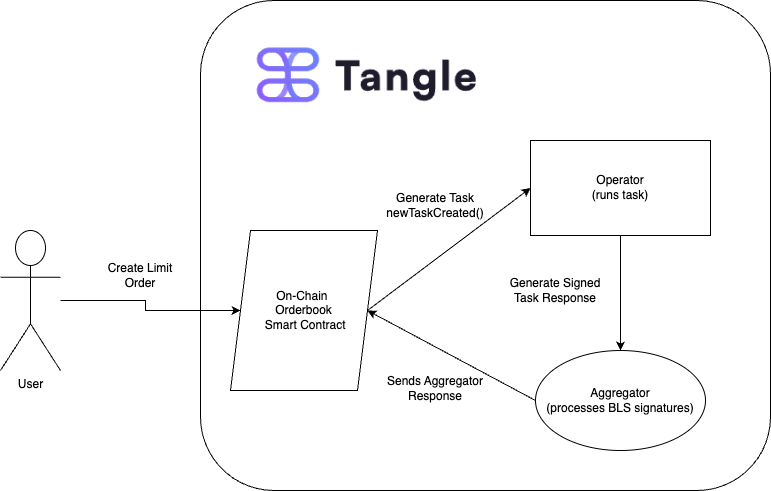 Tangle
Operator
(runs task)
Generate Task
newTaskCreated()
Create Limit
Order
Generate Signed
Task Response
On-Chain
Orderbook
Smart Contract
User
Sends Aggregator
Response
Aggregator
(processes BLS signatures)